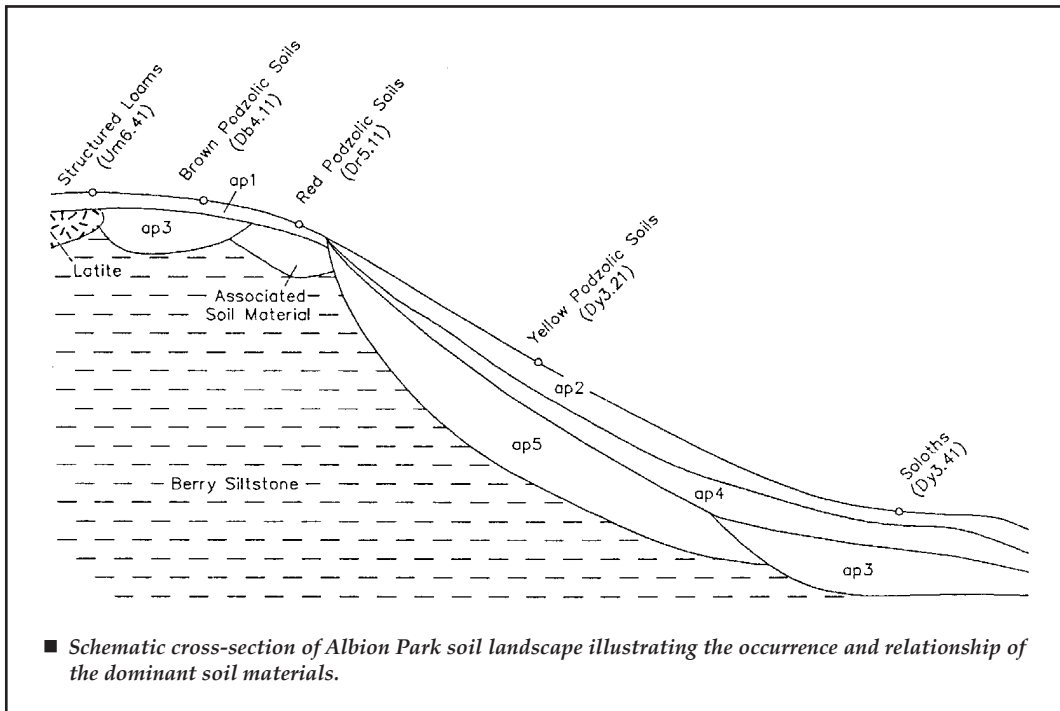 Structured Loams
(Um6.41)
Brown Podzolic Soils
(Db4.11)
Red Podzolic Soils
(Dr5.11)
ap1
ap3
Latite
Associated
Soil Material
Yellow Podzolic Soils
(Dy3.21)
ap2
ap5
Berry Siltstone
ap4
Soloths
(Dy3.41)
ap3
■ Schematic cross-section of Albion Park soil landscape illustrating the occurrence and relationship of
the dominant soil materials.